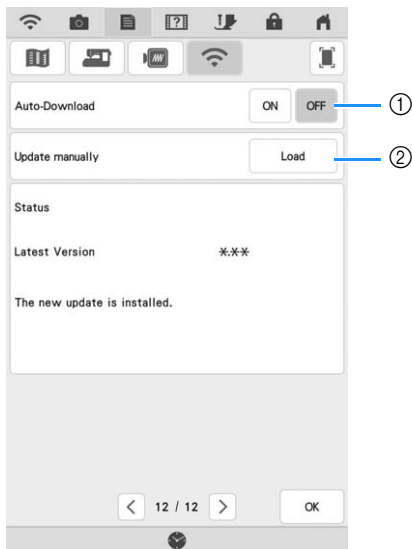 Auto-Download ON OFF ①
Update manually Load ②
Status
Latest Version *.**
The new update is installed.
< 12 / 12 > OK